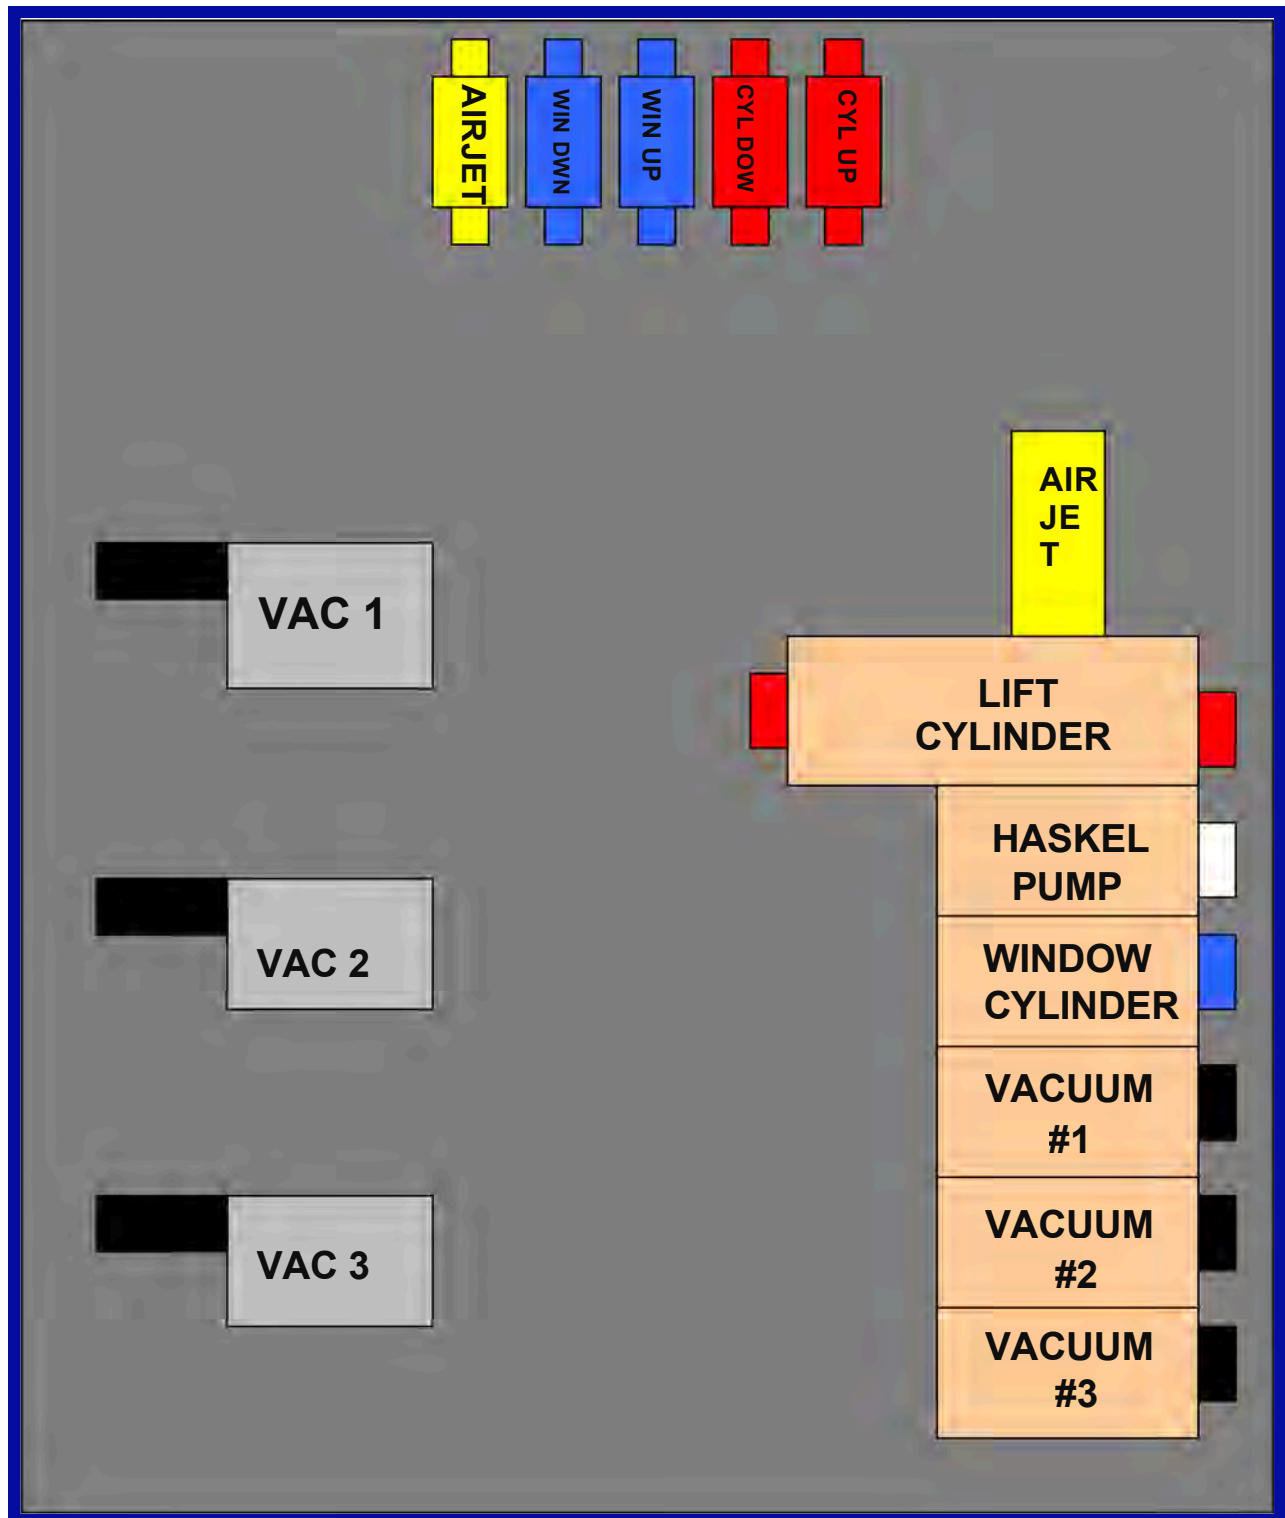 AIRJET
WIN DWN
WIN UP
CYL DOW
CYL UP
AIR
JE
T
VAC 1
LIFT
CYLINDER
HASKEL
PUMP
VAC 2
WINDOW
CYLINDER
VACUUM
#1
VAC 3
VACUUM
#2
VACUUM
#3